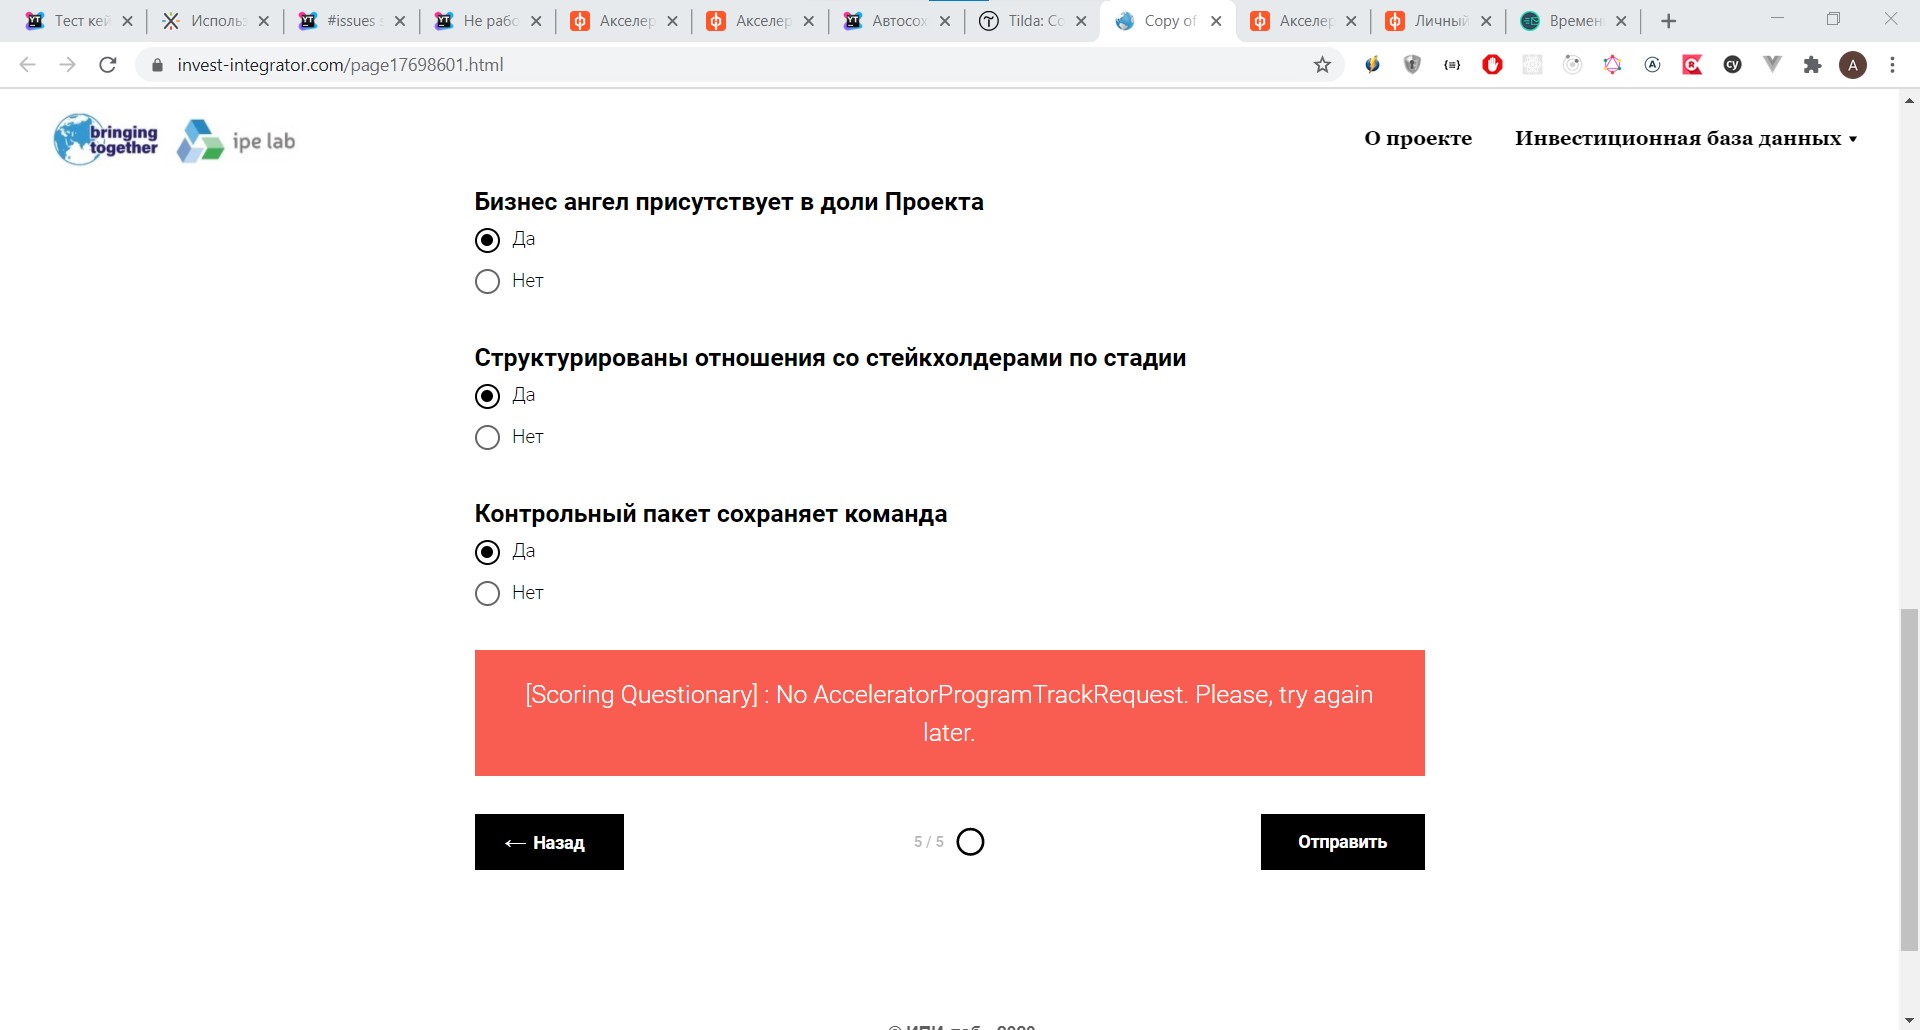 Тест кей
Исполь
#issues
Не рабо
Акселер
Акселер
Автосох
Tilda: Co
Copy of
Акселер
Личный
Времен
invest-integrator.com/page17698601.html
A
bringing
together
ipe lab
О проекте
Инвестиционная база данных
Бизнес ангел присутствует в доли Проекта
Да
Нет
Структурированы отношения со стейкхолдерами по стадии
Да
Нет
Контрольный пакет сохраняет команда
Да
Нет
[Scoring Questionary] : No AcceleratorProgramTrackRequest. Please, try again
later.
← Назад
5 / 5
Отправить